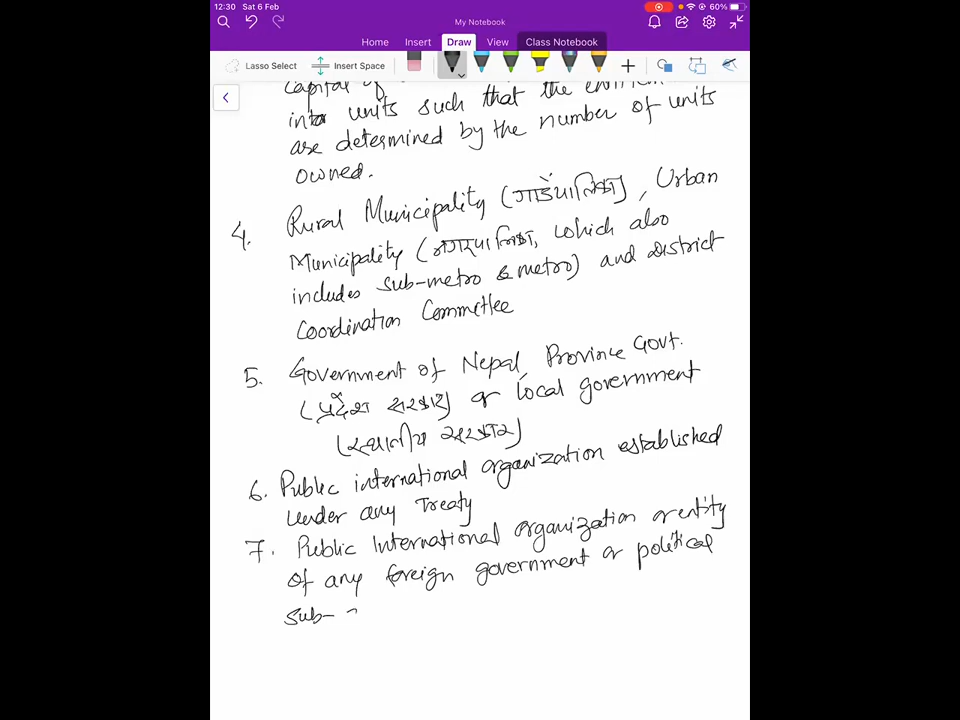 12:30 Sat 6 Feb
60%
My Notebook
Home Insert Draw View Class Notebook
Lasso Select Insert Space
capital of
into units such that the
are determined by the number of units
owned.
4. Rural Municipality (गाउँपालिका), Urban
Municipality (नगरपालिका, which also
includes sub-metro & metro) and District
Coordination Committee
5. Government of Nepal, Province Govt.
(प्रदेश सरकार) or local government
(स्थानीय सरकार)
6. Public international organization established
under any Treaty
7. Public International organization or entity
of any foreign government or political
sub-